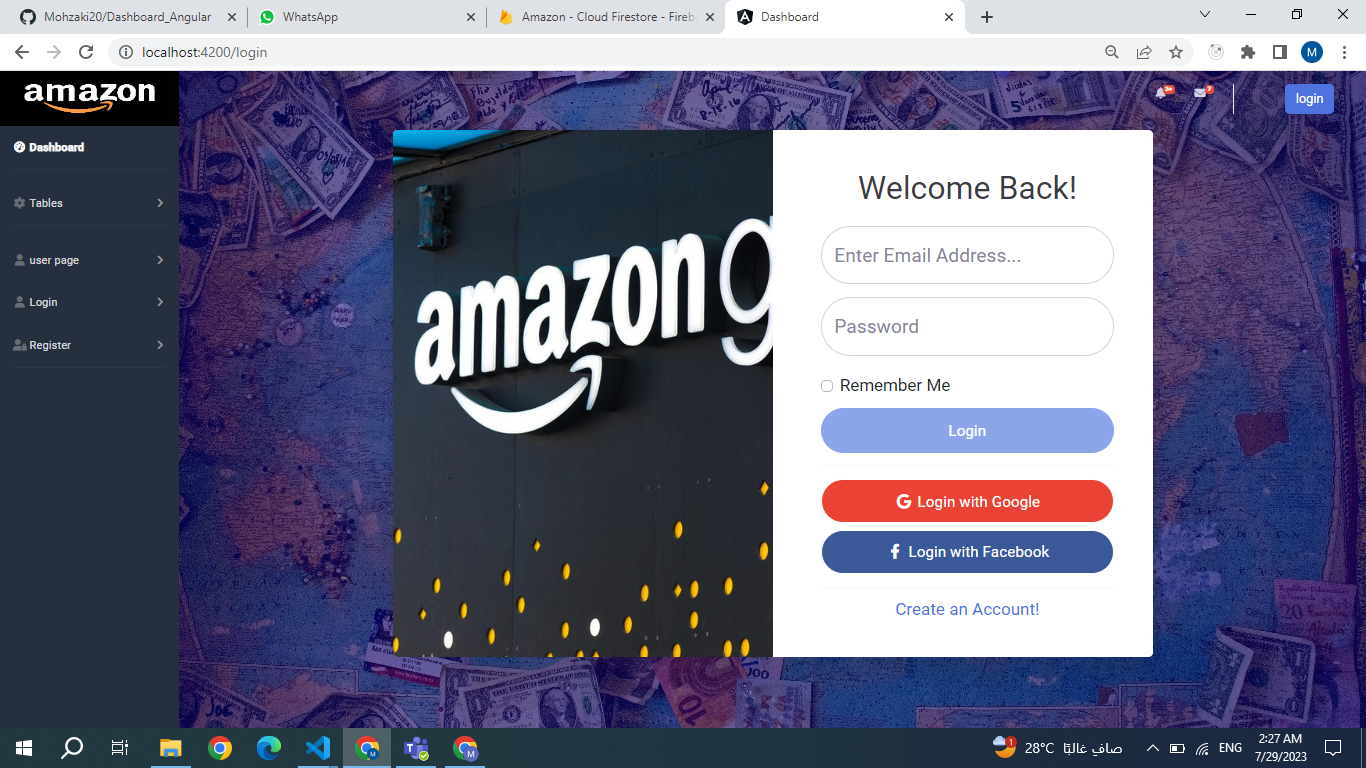 Mohzaki20/Dashboard_Angular
WhatsApp
Amazon - Cloud Firestore - Fireb
Dashboard
localhost:4200/login
M
amazon
3+
7
login
Dashboard
Tables
user page
Login
Register
amazon g
Welcome Back!
Enter Email Address...
Password
Remember Me
Login
Login with Google
Login with Facebook
Create an Account!
1
28°C صافٍ غالبًا
ENG
2:27 AM
7/29/2023